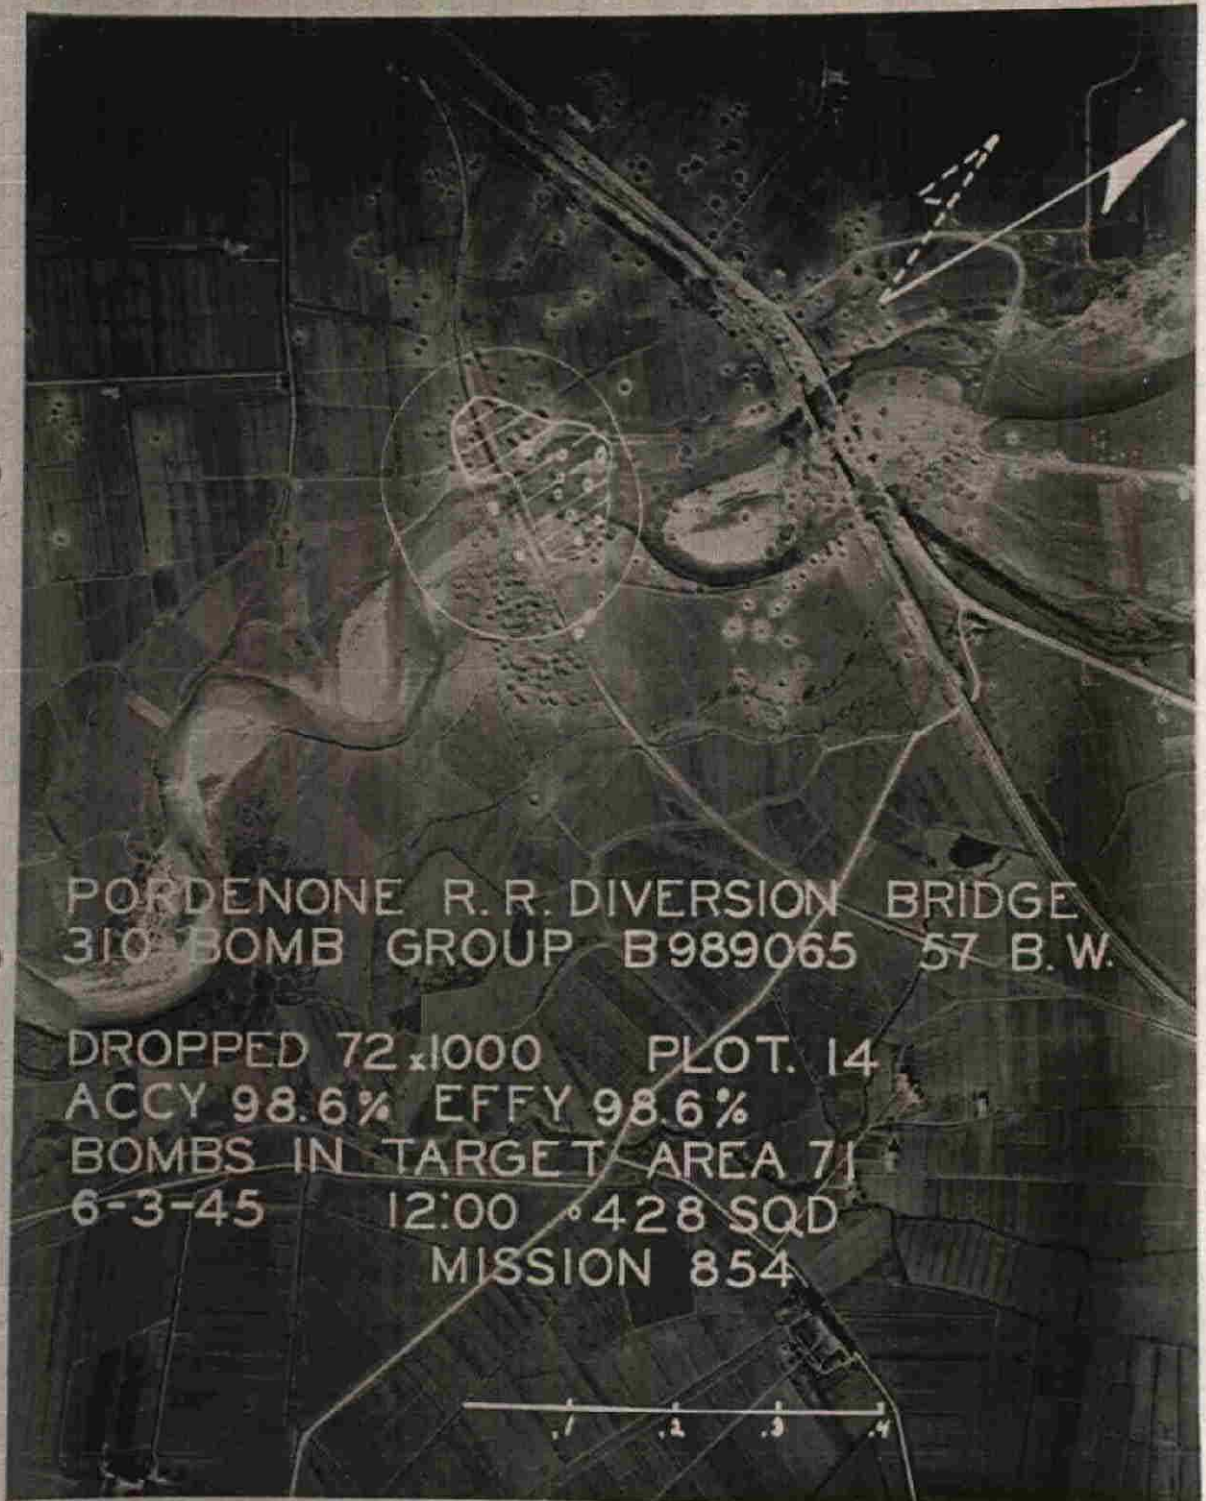 PORDENONE R.R. DIVERSION BRIDGE
310 BOMB GROUP B989065 57 B.W.
DROPPED 72x1000 PLOT. 14
ACCY 98.6% EFFY 98.6%
BOMBS IN TARGET AREA 71
6-3-45 12:00 428 SQD
MISSION 854
.1 .2 .3 .4